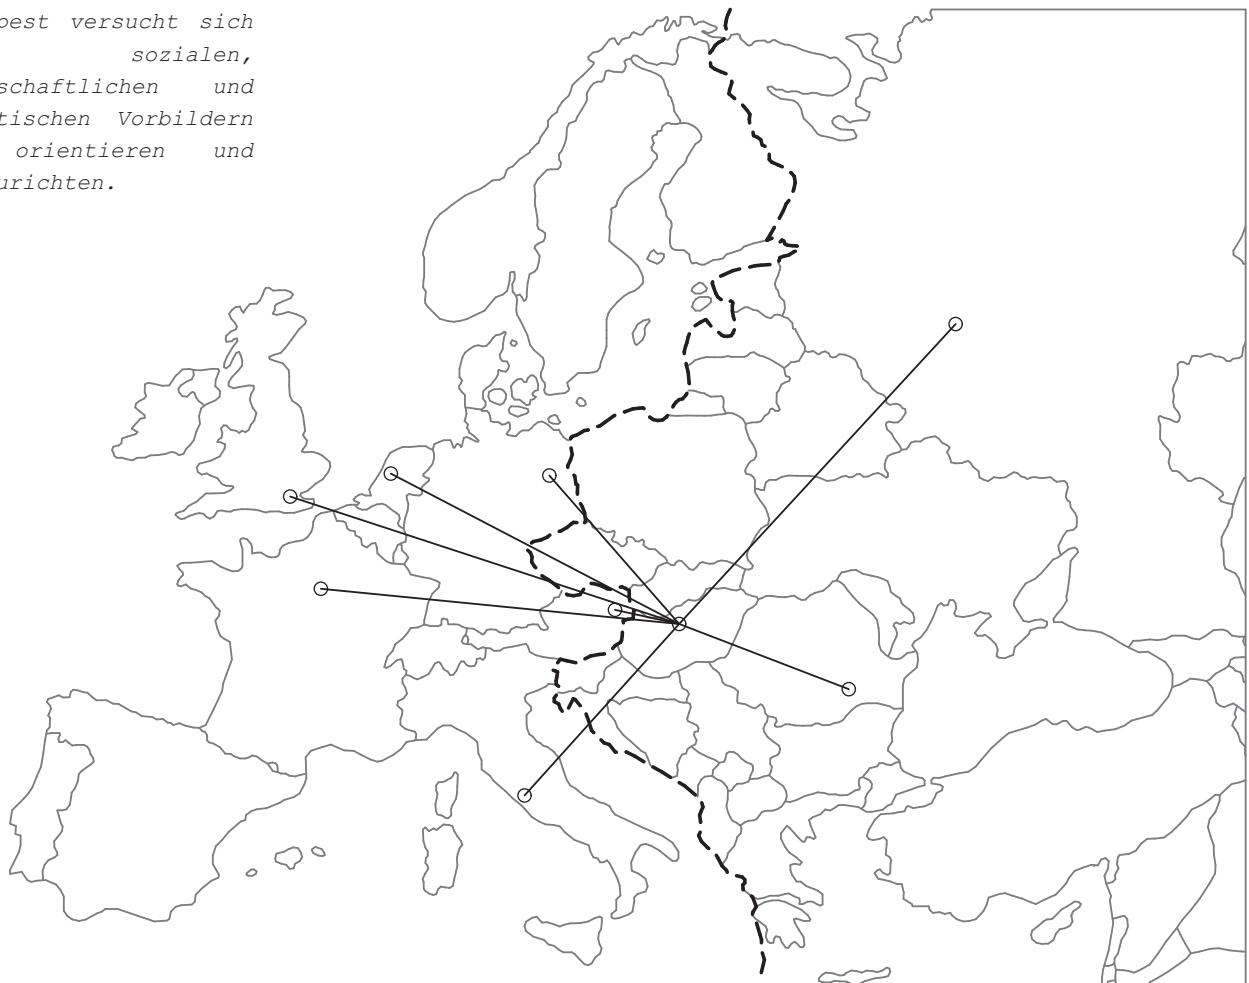 pest versucht sich
sozialen,
schaftlichen und
tischen Vorbildern
orientieren und
urichten.